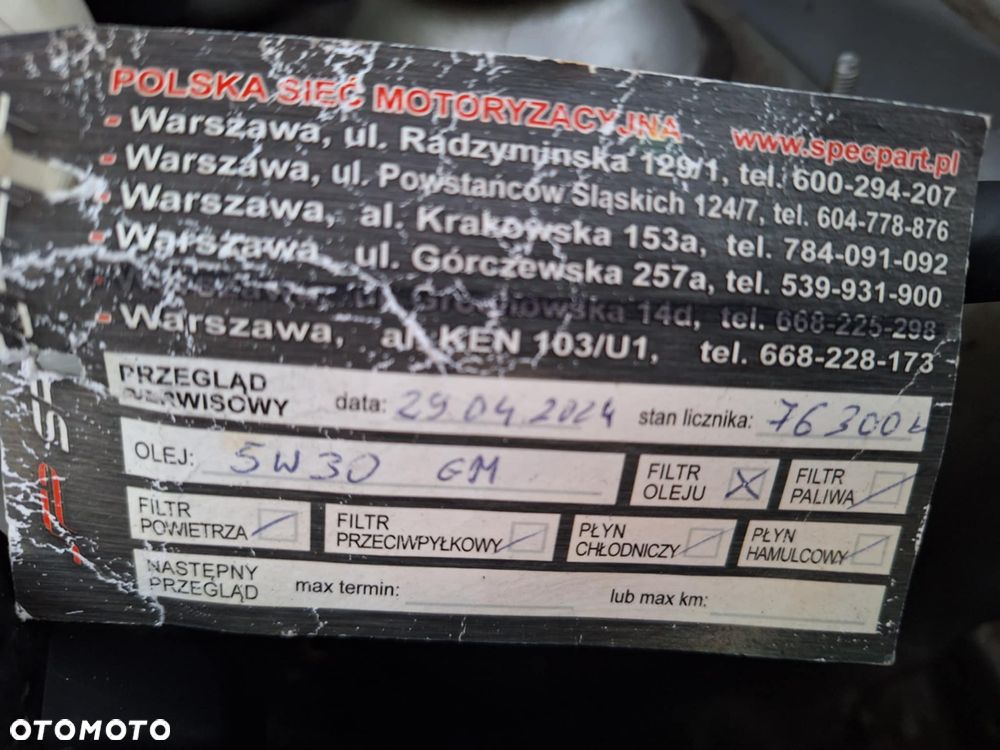 POLSKA SIEĆ MOTORYZACYJNA www.specpart.pl
- Warszawa, ul. Radzymińska 129/1, tel. 600-294-207
- Warszawa, ul. Powstańców Śląskich 124/7, tel. 604-778-876
- Warszawa, al. Krakowska 153a, tel. 784-091-092
- Warszawa, ul. Górczewska 257a, tel. 539-931-900
- Warszawa, ul. Grochowska 14d, tel. 668-225-298
- Warszawa, al. KEN 103/U1, tel. 668-228-173
PRZEGLĄD
SERWISOWY data: 29.04.2024 stan licznika: 76300
OLEJ: 5W30 GM
FILTR
OLEJU
FILTR
PALIWA
FILTR
POWIETRZA
FILTR
PRZECIWPYŁKOWY
PŁYN
CHŁODNICZY
PŁYN
HAMULCOWY
NASTĘPNY
PRZEGLĄD max termin: lub max km:
OTOMOTO